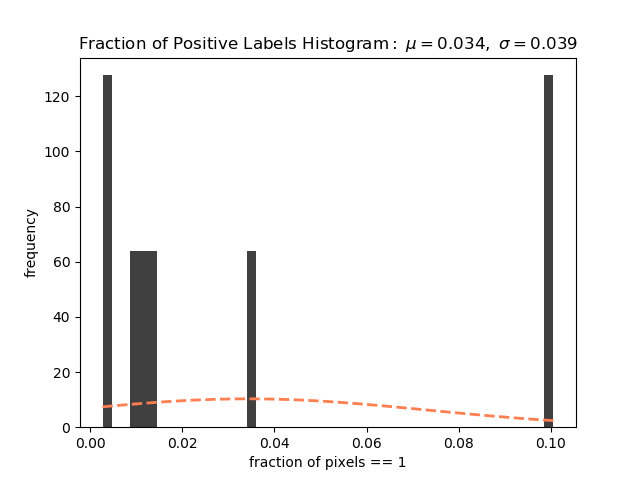 Fraction of Positive Labels Histogram : μ = 0.034, σ = 0.039
frequency
120
100
80
60
40
20
0
0.00 0.02 0.04 0.06 0.08 0.10
fraction of pixels == 1